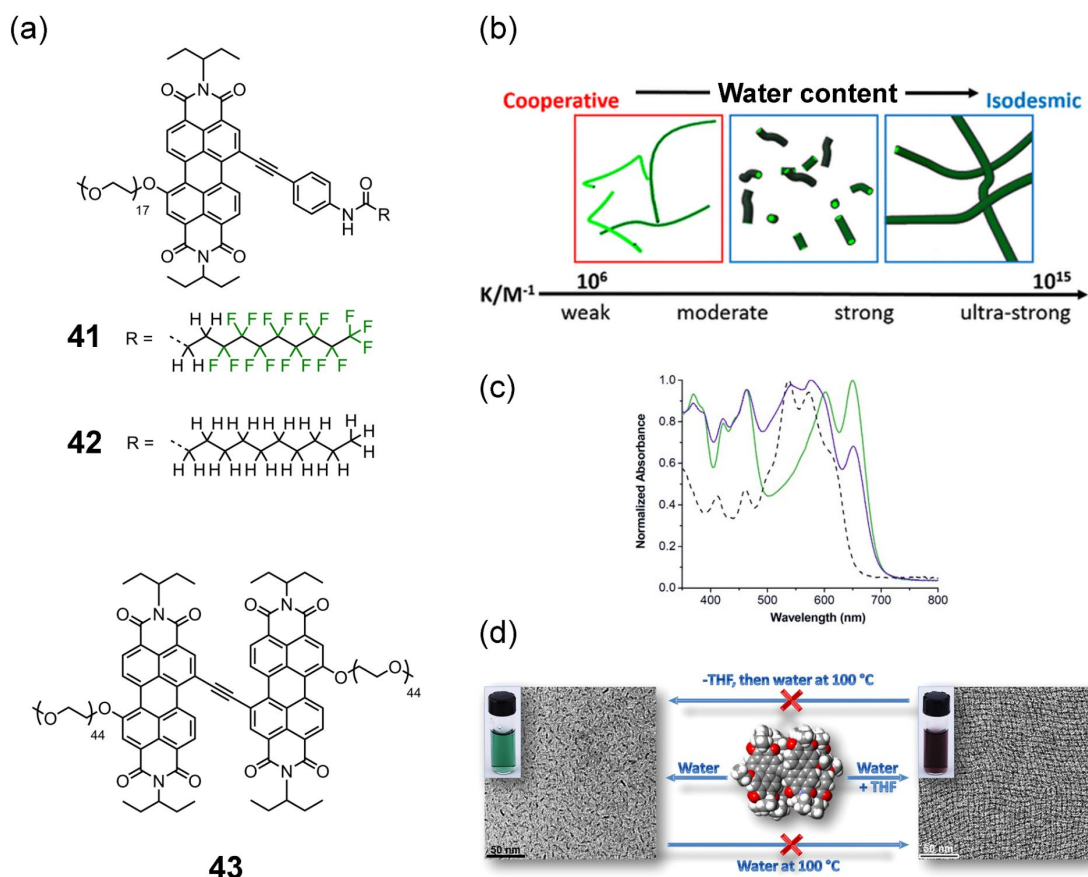 (a)
N
O
O
O
O
17
O
O
N
O
N
H
O
R
41
R =
H H F F F F F F F F
F
F
H H F F F F F F F F
42
R =
H H H H H H H H H H
H
H H H H H H H H H H
N
O
O
N
O
O
O
O
44
O
O
44
O
N
O
O
N
O
43
(b)
Water content
Cooperative
Isodesmic
K/M⁻¹
10⁶
10¹⁵
weak
moderate
strong
ultra-strong
(c)
Normalized Absorbance
1.0
0.8
0.6
0.4
0.2
0.0
400
500
600
700
800
Wavelength (nm)
(d)
-THF, then water at 100 °C
Water
Water
+ THF
Water at 100 °C
50 nm
50 nm